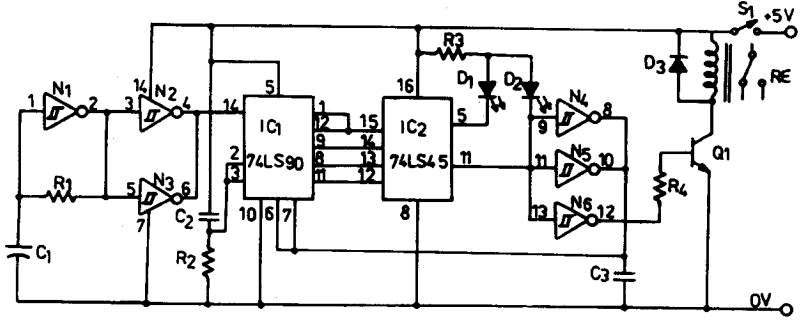 S1 +5V
R3
D3 RE
D1 D2
14 N2 5 16 N4
1 N1 2 3 4 14 1 15 5 9 8
IC1 12 IC2
74LS90 9 14 74LS45 N5
2 8 13 11 11 10
3 11 12
R1 5 N3 6 N6
13 12
7 C2 10 6 7 8 R4 Q1
C1 R2 C3
0V